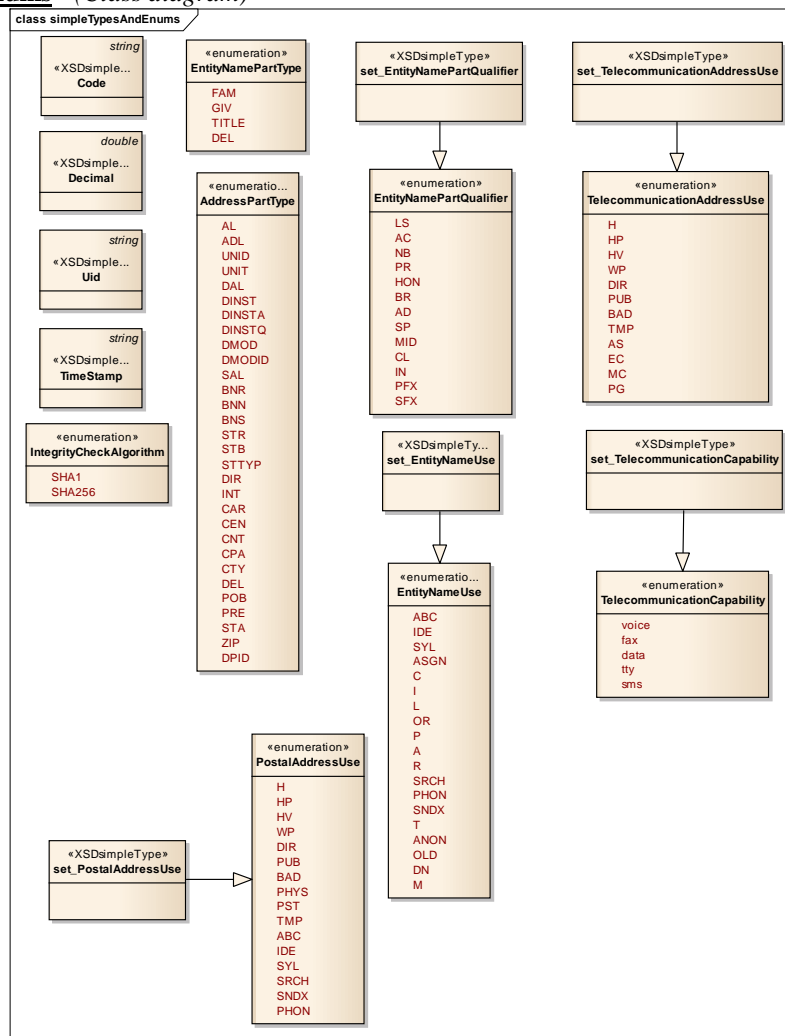 (Class diagram)
class simpleTypesAndEnums
string
«XSDsimple...
Code
double
«XSDsimple...
Decimal
string
«XSDsimple...
Uid
string
«XSDsimple...
TimeStamp
«enumeration»
IntegrityCheckAlgorithm
SHA1
SHA256
«enumeration»
EntityNamePartType
FAM
GIV
TITLE
DEL
«enumeratio...
AddressPartType
AL
ADL
UNID
UNIT
DAL
DINST
DINSTA
DINSTQ
DMOD
DMODID
SAL
BNR
BNN
BNS
STR
STB
STTYP
DIR
INT
CAR
CEN
CNT
CPA
CTY
DEL
POB
PRE
STA
ZIP
DPID
«XSDsimpleType»
set_EntityNamePartQualifier
«enumeration»
EntityNamePartQualifier
LS
AC
NB
PR
HON
BR
AD
SP
MID
CL
IN
PFX
SFX
«XSDsimpleTy...
set_EntityNameUse
«enumeratio...
EntityNameUse
ABC
IDE
SYL
ASGN
C
I
L
OR
P
A
R
SRCH
PHON
SNDX
T
ANON
OLD
DN
M
«XSDsimpleType»
set_TelecommunicationAddressUse
«enumeration»
TelecommunicationAddressUse
H
HP
HV
WP
DIR
PUB
BAD
TMP
AS
EC
MC
PG
«XSDsimpleType»
set_TelecommunicationCapability
«enumeration»
TelecommunicationCapability
voice
fax
data
tty
sms
«XSDsimpleType»
set_PostalAddressUse
«enumeration»
PostalAddressUse
H
HP
HV
WP
DIR
PUB
BAD
PHYS
PST
TMP
ABC
IDE
SYL
SRCH
SNDX
PHON